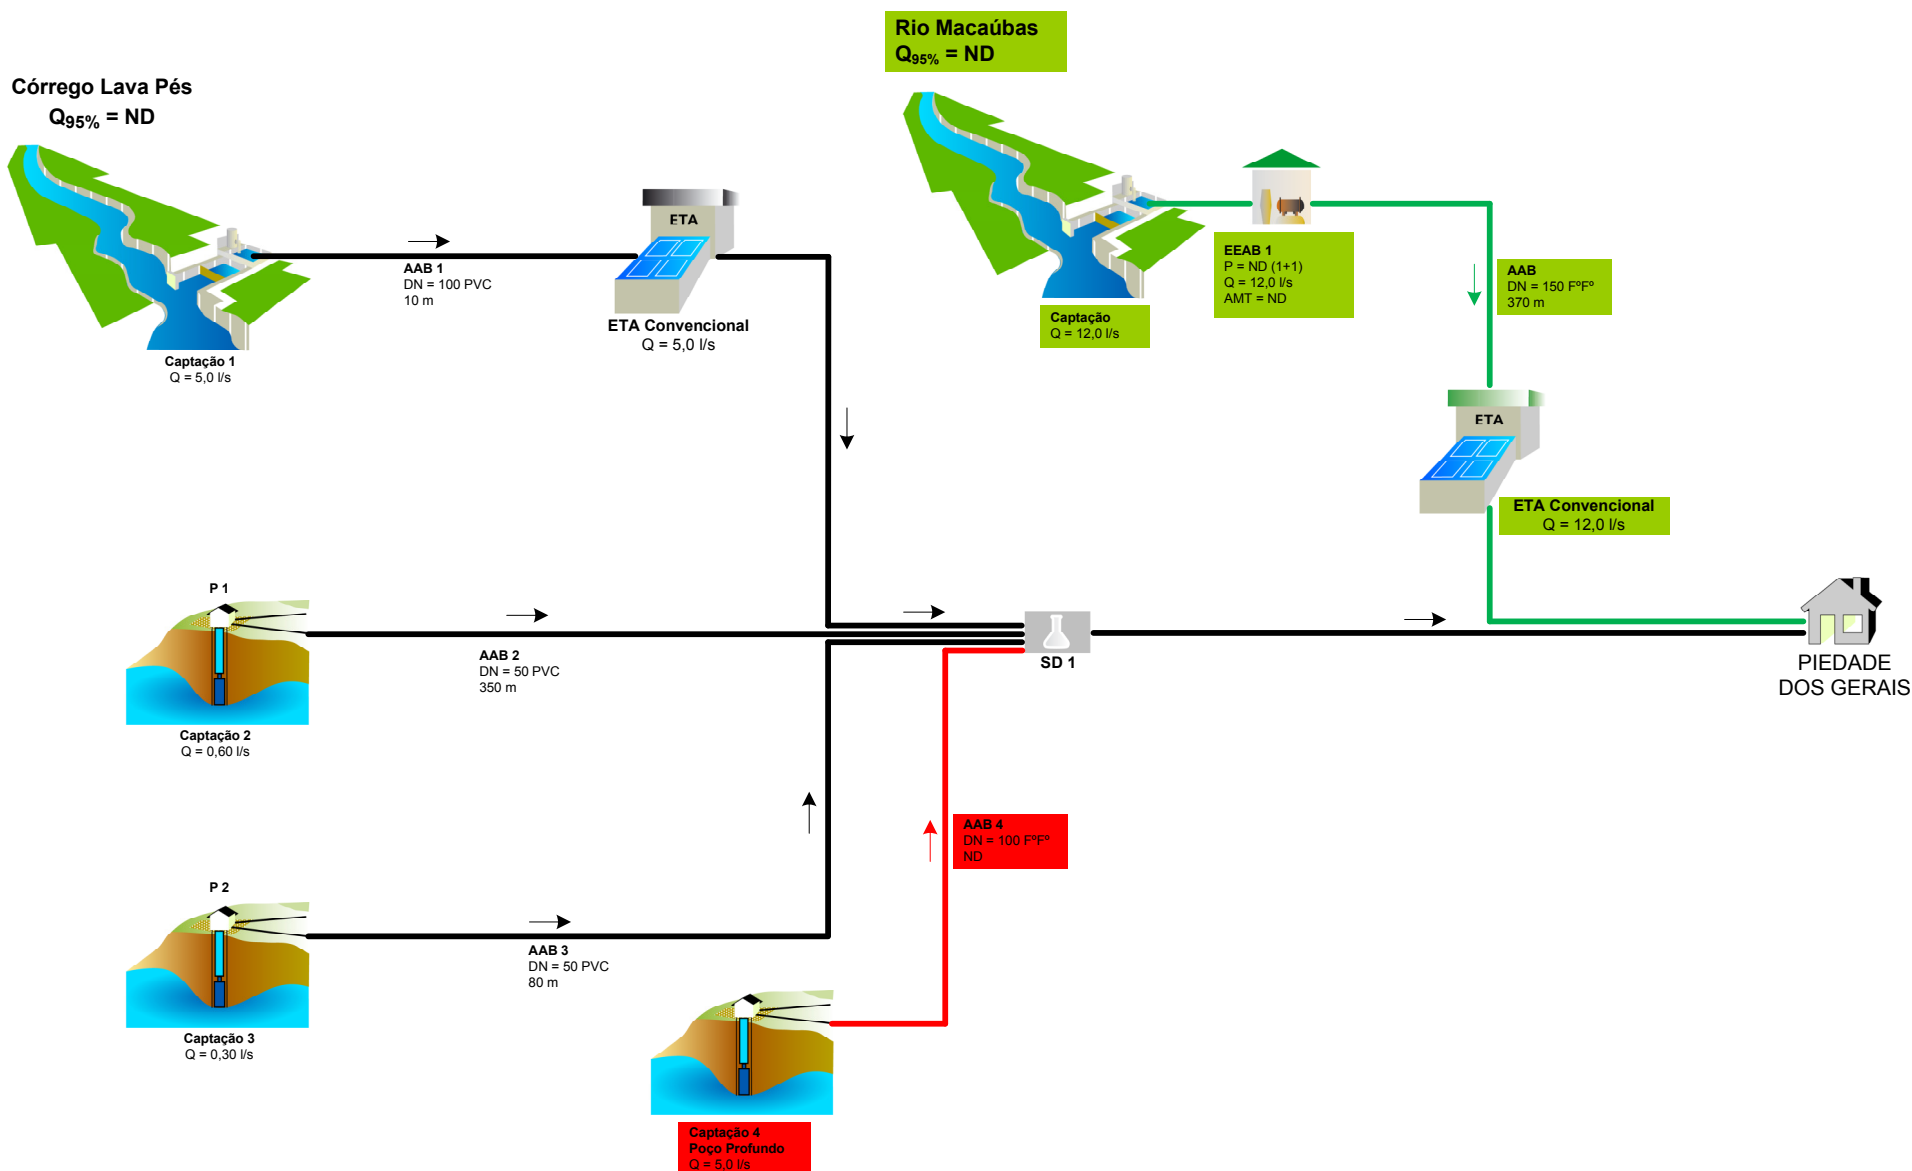 Rio Macaúbas
Q95% = ND
Córrego Lava Pés
Q95% = ND
ETA
AAB 1
DN = 100 PVC
10 m
ETA Convencional
Q = 5,0 l/s
Captação 1
Q = 5,0 l/s
EEAB 1
P = ND (1+1)
Q = 12,0 l/s
AMT = ND
AAB
DN = 150 FºFº
370 m
Captação
Q = 12,0 l/s
ETA
ETA Convencional
Q = 12,0 l/s
P 1
AAB 2
DN = 50 PVC
350 m
SD 1
PIEDADE
DOS GERAIS
Captação 2
Q = 0,60 l/s
AAB 4
DN = 100 FºFº
ND
P 2
AAB 3
DN = 50 PVC
80 m
Captação 3
Q = 0,30 l/s
Captação 4
Poço Profundo
Q = 5,0 l/s